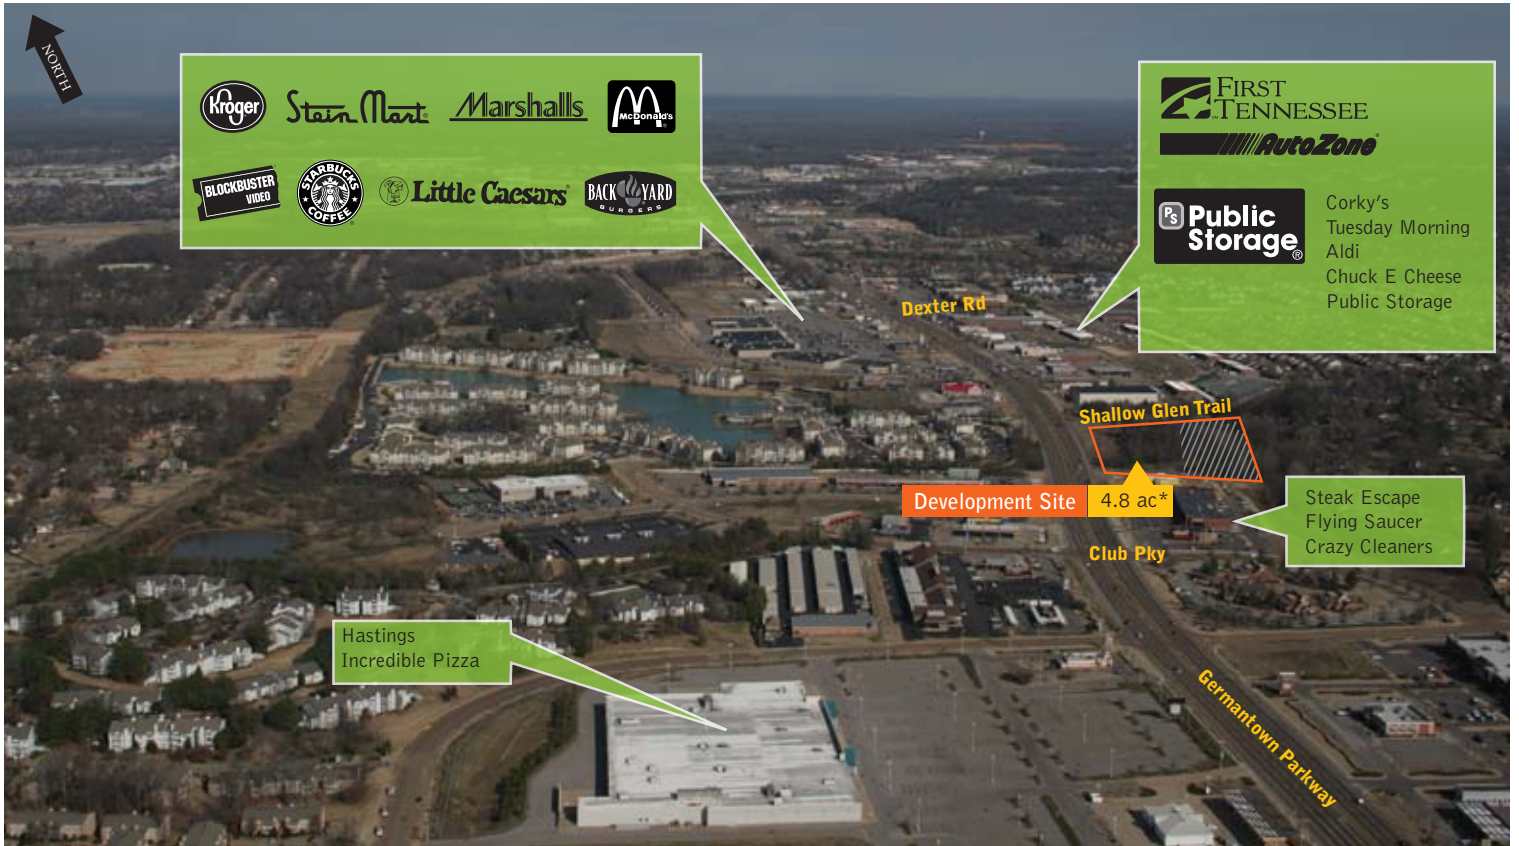 NORTH
Kroger
Stein Mart
Marshalls
McDonald's
BLOCKBUSTER
VIDEO
STARBUCKS
COFFEE
Little Caesars
BACK YARD
BURGERS
FIRST
TENNESSEE
AutoZone
PS Public
Storage®
Corky's
Tuesday Morning
Aldi
Chuck E Cheese
Public Storage
Dexter Rd
Shallow Glen Trail
Development Site 4.8 ac*
Steak Escape
Flying Saucer
Crazy Cleaners
Club Pky
Hastings
Incredible Pizza
Germantown Parkway